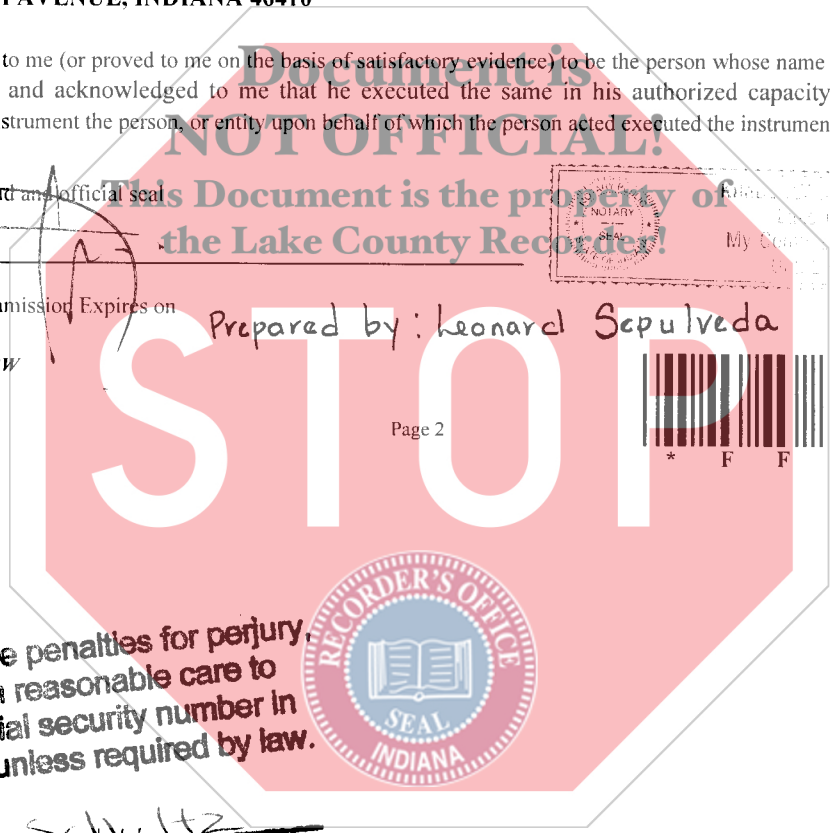 AVENUE, INDIANA 46410
to me (or proved to me on the basis of satisfactory evidence) to be the person whose name
and acknowledged to me that he executed the same in his authorized capacity
strument the person, or entity upon behalf of which the person acted executed the instrumen
Document is
NOT OFFICIAL!
This Document is the property of
the Lake County Recorder!
rd and official seal
NOTARY
SEAL
My
mission Expires on
Prepared by: Leonard Sepulveda
W
STOP
Page 2
* F F
RECORDER'S OFFICE
SEAL
INDIANA
e penalties for perjury,
reasonable care to
ial security number in
unless required by law.
Schultz